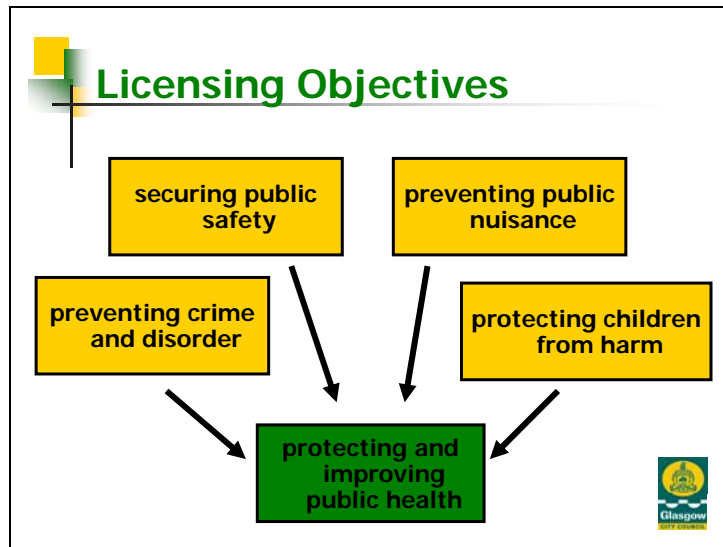 Licensing Objectives
securing public
safety
preventing public
nuisance
preventing crime
and disorder
protecting children
from harm
protecting and
improving
public health
Glasgow
CITY COUNCIL